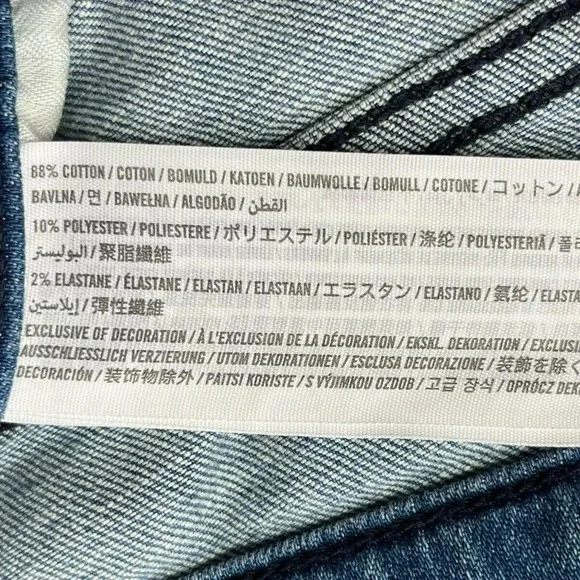 88% COTTON / COTON / BOMULD / KATOEN / BAUMWOLLE / BOMULL / COTONE / コットン /
BAVLNA / 면 / BAWEŁNA / ALGODÃO / القطن /
10% POLYESTER / POLIESTERE / ポリエステル / POLIÉSTER / 涤纶 / POLYESTERIÄ / 폴리
البوليستر / 聚脂纖維
2% ELASTANE / ÉLASTANE / ELASTAN / ELASTAAN / エラスタン / ELASTANO / 氨纶 / ELASTA
إيلاستين / 彈性纖維
EXCLUSIVE OF DECORATION / À L'EXCLUSION DE LA DÉCORATION / EKSKL. DEKORATION / EXCLUSI
AUSSCHLIESSLICH VERZIERUNG / UTOM DEKORATIONEN / ESCLUSA DECORAZIONE / 装飾を除く
DECORACIÓN / 装饰物除外 / PAITSI KORISTE / S VÝJIMKOU OZDOB / 고급 장식 / OPRÓCZ DEK